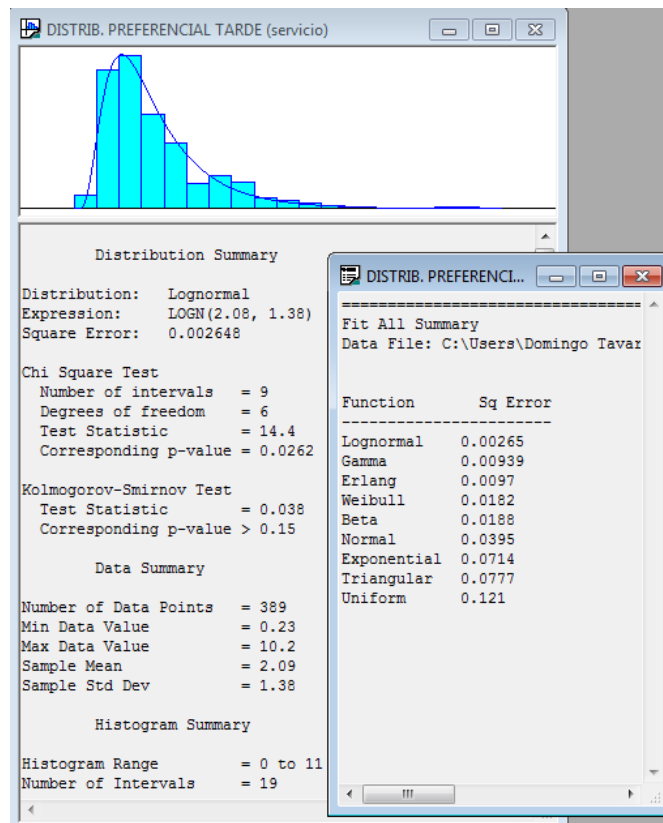 DISTRIB. PREFERENCIAL TARDE (servicio)
Distribution Summary
Distribution: Lognormal
Expression: LOGN(2.08, 1.38)
Square Error: 0.002648
Chi Square Test
Number of intervals = 9
Degrees of freedom = 6
Test Statistic = 14.4
Corresponding p-value = 0.0262
Kolmogorov-Smirnov Test
Test Statistic = 0.038
Corresponding p-value > 0.15
Data Summary
Number of Data Points = 389
Min Data Value = 0.23
Max Data Value = 10.2
Sample Mean = 2.09
Sample Std Dev = 1.38
Histogram Summary
Histogram Range = 0 to 11
Number of Intervals = 19
DISTRIB. PREFERENCI...
==================================
Fit All Summary
Data File: C:\Users\Domingo Tavar
Function Sq Error
------------------------
Lognormal 0.00265
Gamma 0.00939
Erlang 0.0097
Weibull 0.0182
Beta 0.0188
Normal 0.0395
Exponential 0.0714
Triangular 0.0777
Uniform 0.121